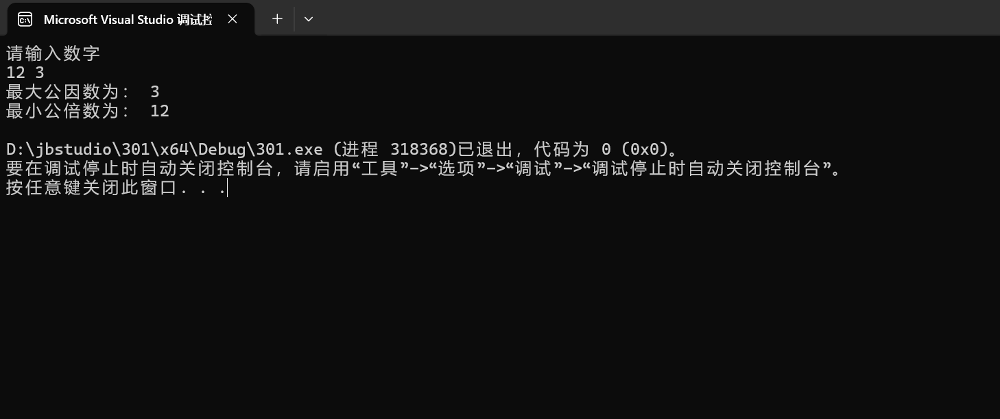 Microsoft Visual Studio 调试控
请输入数字
12 3
最大公因数为： 3
最小公倍数为： 12
D:\jbstudio\301\x64\Debug\301.exe (进程 318368)已退出，代码为 0 (0x0)。
要在调试停止时自动关闭控制台，请启用“工具”->“选项”->“调试”->“调试停止时自动关闭控制台”。
按任意键关闭此窗口. . .